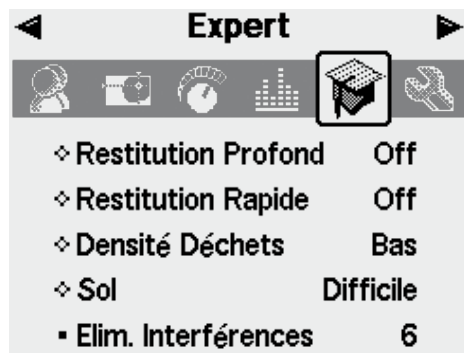 Expert
Restitution Profond Off
Restitution Rapide Off
Densité Déchets Bas
Sol Difficile
Elim. Interférences 6